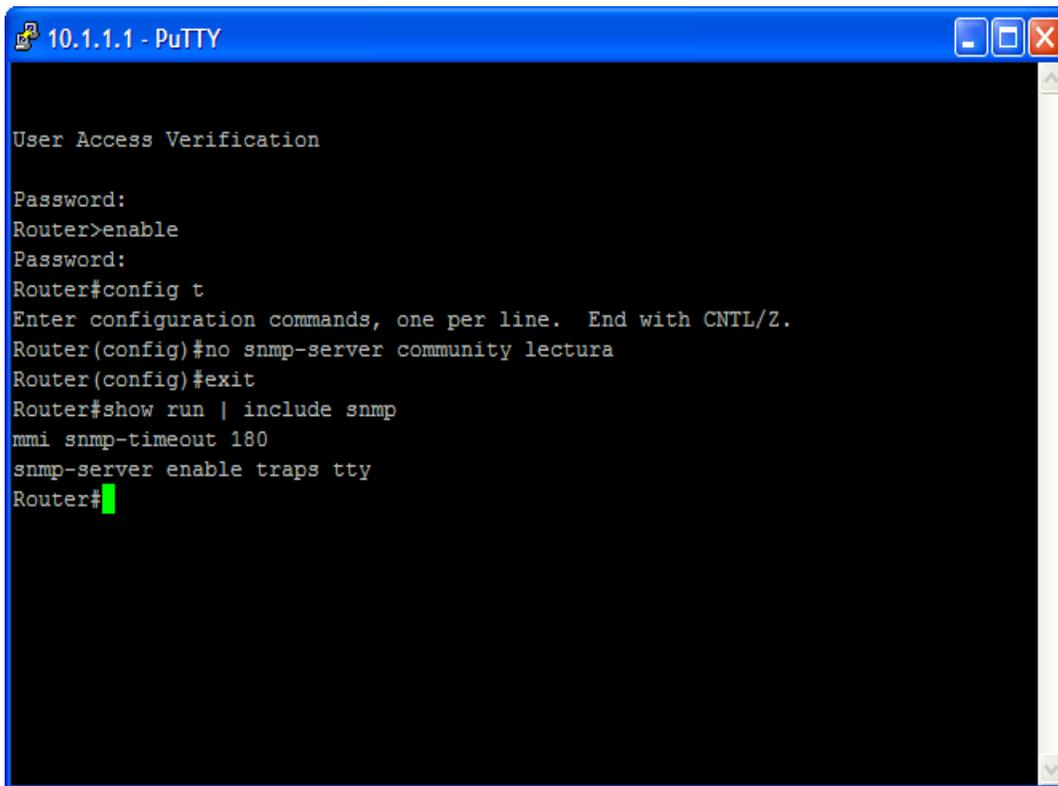 10.1.1.1 - PuTTY
User Access Verification
Password:
Router>enable
Password:
Router#config t
Enter configuration commands, one per line.  End with CNTL/Z.
Router(config)#no snmp-server community lectura
Router(config)#exit
Router#show run | include snmp
mmi snmp-timeout 180
snmp-server enable traps tty
Router#